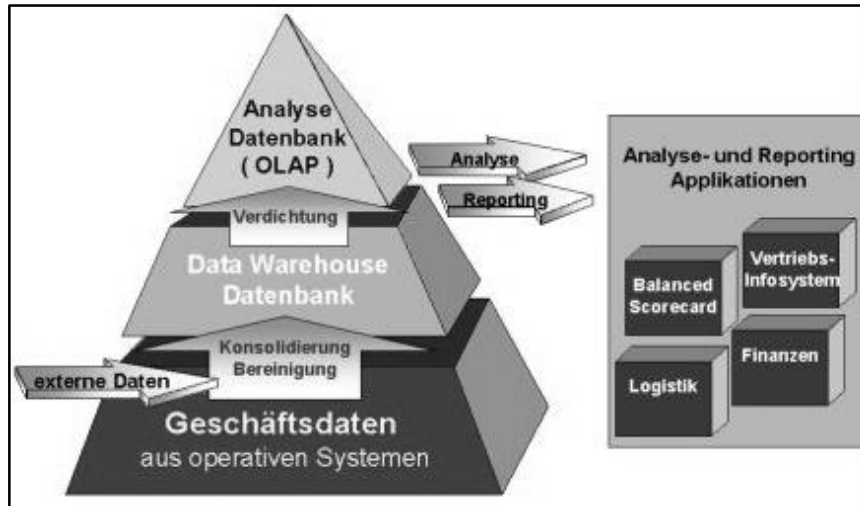 Analyse
Datenbank
( OLAP )
Verdichtung
Data Warehouse
Datenbank
Konsolidierung
Bereinigung
externe Daten
Geschäftsdaten
aus operativen Systemen
Analyse
Reporting
Analyse- und Reporting
Applikationen
Balanced
Scorecard
Vertriebs-
Infosystem
Logistik
Finanzen